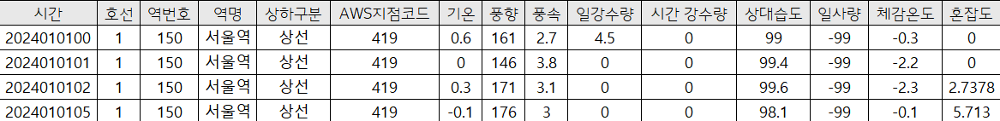 시간 호선 역번호 역명 상하구분 AWS지점코드 기온 풍향 풍속 일강수량 시간 강수량 상대습도 일사량 체감온도 혼잡도
2024010100 1 150 서울역 상선 419 0.6 161 2.7 4.5 0 99 -99 -0.3 0
2024010101 1 150 서울역 상선 419 0 146 3.8 0 0 99.4 -99 -2.2 0
2024010102 1 150 서울역 상선 419 0.3 171 3.1 0 0 99.6 -99 -2.3 2.7378
2024010105 1 150 서울역 상선 419 -0.1 176 3 0 0 98.1 -99 -0.1 5.713